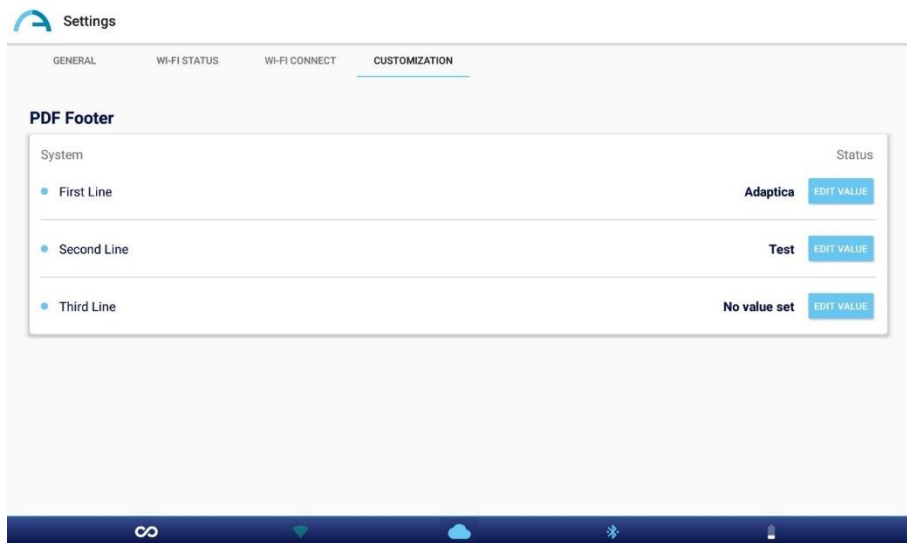 Settings
GENERAL WI-FI STATUS WI-FI CONNECT CUSTOMIZATION
PDF Footer
System Status
First Line Adaptica EDIT VALUE
Second Line Test EDIT VALUE
Third Line No value set EDIT VALUE